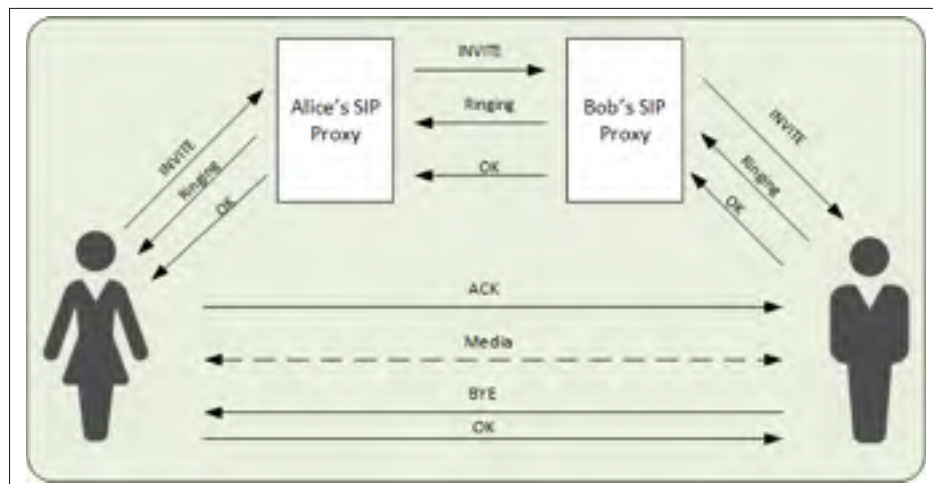 INVITE
Alice's SIP
Proxy
Ringing
OK
Bob's SIP
Proxy
INVITE
Ringing
OK
INVITE
Ringing
OK
ACK
Media
BYE
OK